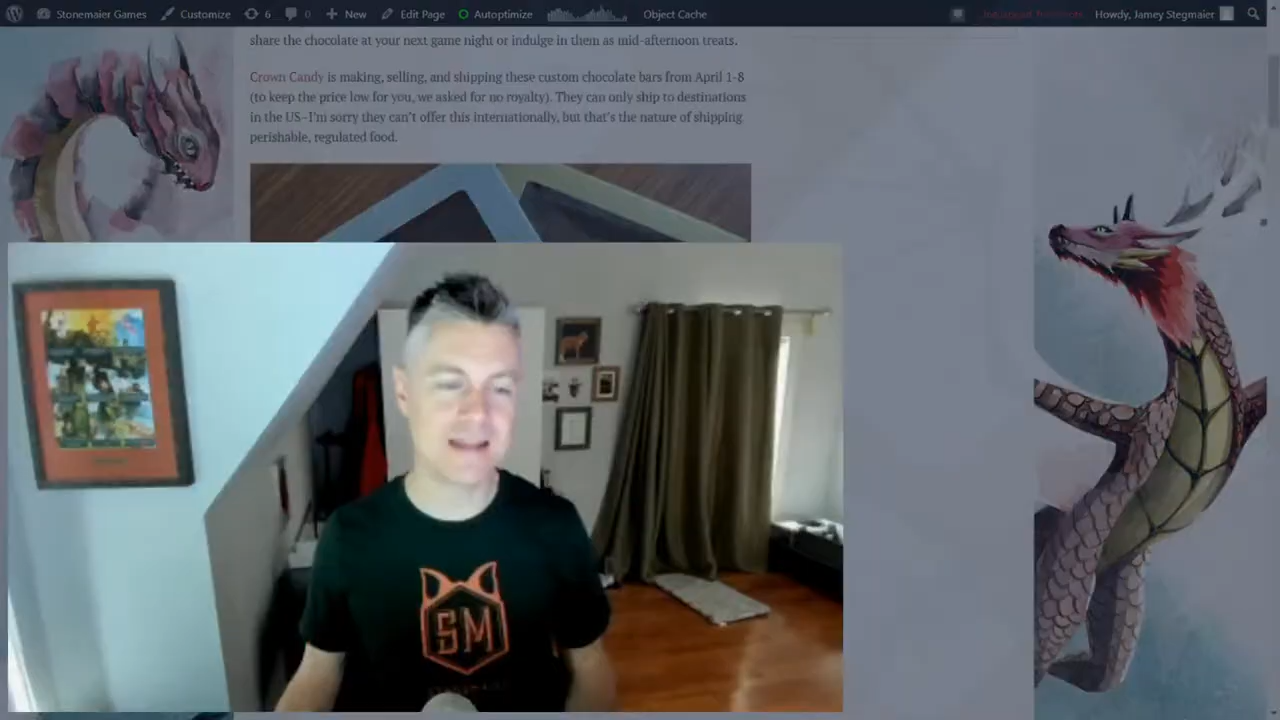 Stonemaier Games Customize 6 0 New Edit Page Autoptimize Object Cache Howdy, Jamey Stegmaier
share the chocolate at your next game night or indulge in them as mid-afternoon treats.
Crown Candy is making, selling, and shipping these custom chocolate bars from April 1-8
(to keep the price low for you, we asked for no royalty). They can only ship to destinations
in the US–I'm sorry they can't offer this internationally, but that's the nature of shipping
perishable, regulated food.
SM